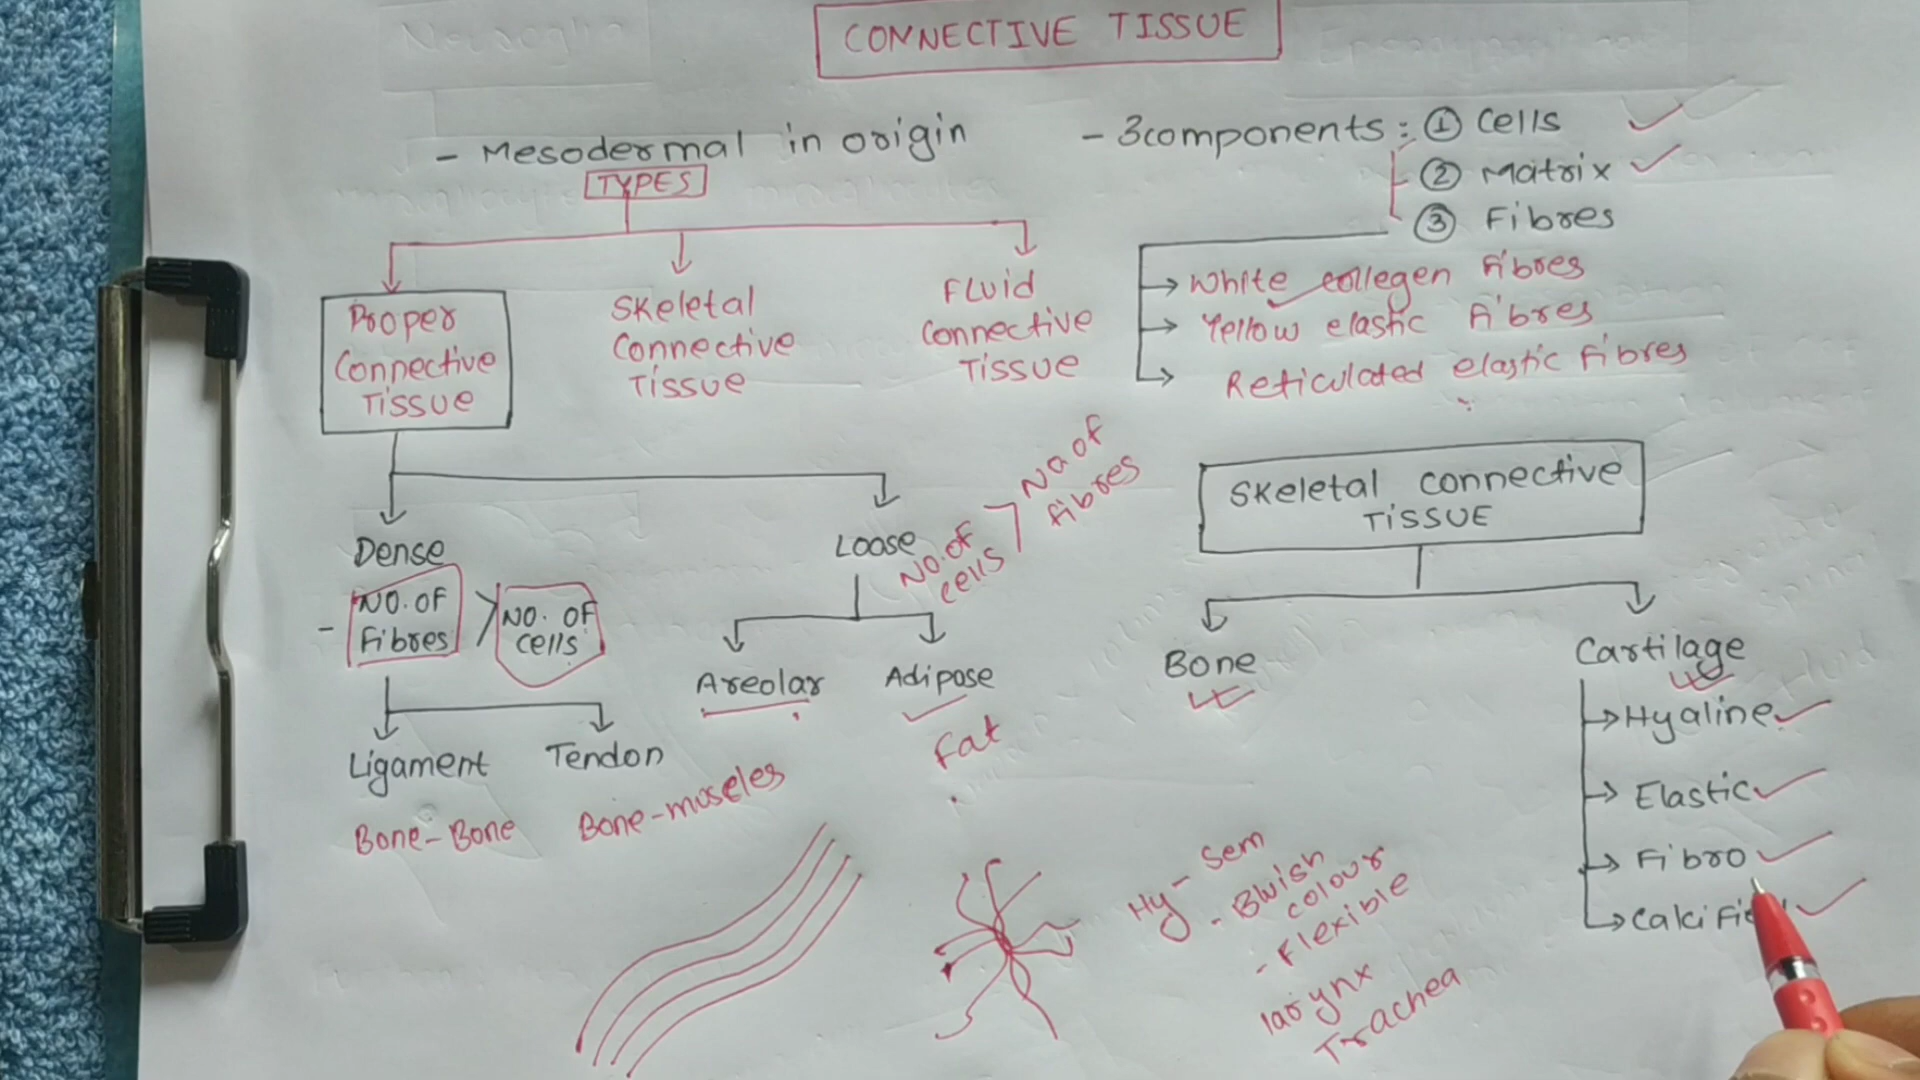 CONNECTIVE TISSUE
- Mesodermal in origin
- 3components : ① Cells
② Matrix
③ Fibres
TYPES
Proper
Connective
Tissue
Skeletal
Connective
Tissue
Fluid
Connective
Tissue
White collegen Fibres
Yellow elastic Fibres
Reticulated elastic Fibres
Dense
- NO. OF
Fibres
> NO. OF
cells
Ligament
Bone-Bone
Tendon
Bone-museles
Loose
No. of
cells
> No of
fibres
Areolar
Adipose
Fat
Skeletal connective
Tissue
Bone
Cartilage
Hyaline
Elastic
Fibro
Calci
Hy - Sem
- Bluish
colour
- Flexible
larynx
Trachea